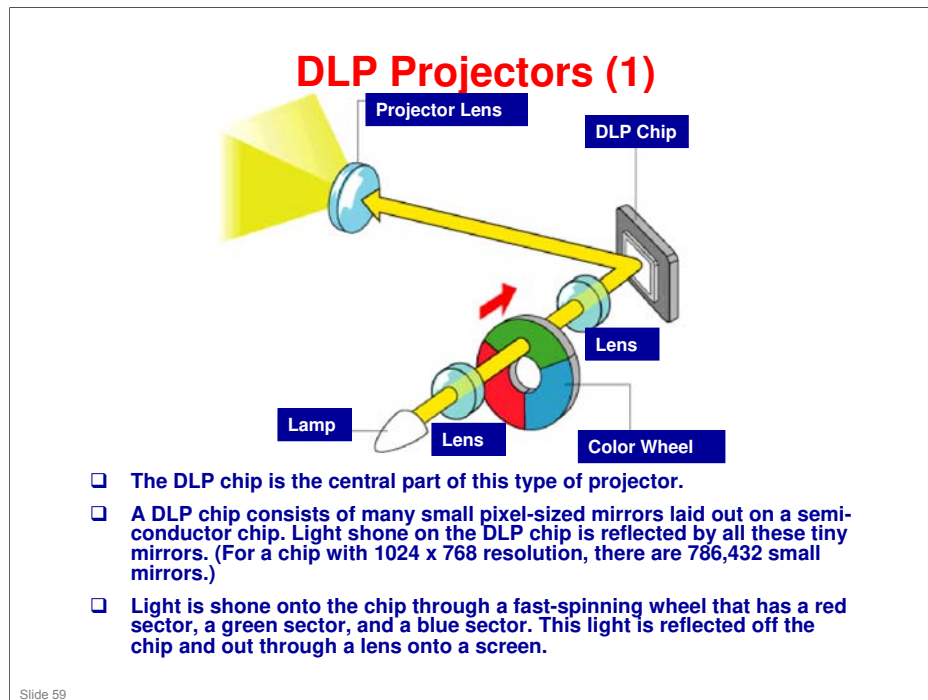 DLP Projectors (1)
Projector Lens
DLP Chip
Lens
Lamp
Lens
Color Wheel
❑ The DLP chip is the central part of this type of projector.
❑ A DLP chip consists of many small pixel-sized mirrors laid out on a semi-
conductor chip. Light shone on the DLP chip is reflected by all these tiny
mirrors. (For a chip with 1024 x 768 resolution, there are 786,432 small
mirrors.)
❑ Light is shone onto the chip through a fast-spinning wheel that has a red
sector, a green sector, and a blue sector. This light is reflected off the
chip and out through a lens onto a screen.
Slide 59